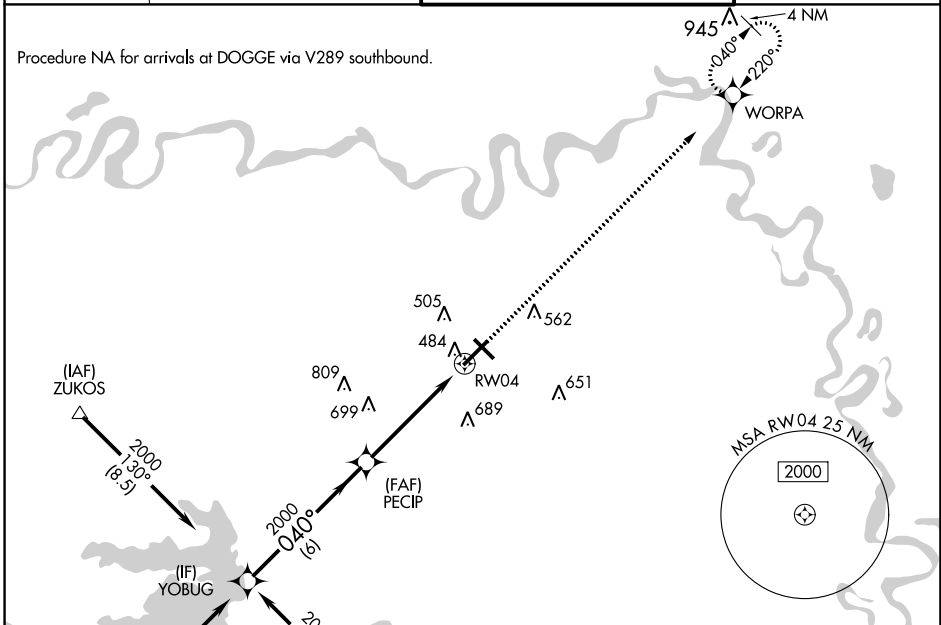 945
4 NM
040°
220°
Procedure NA for arrivals at DOGGE via V289 southbound.
WORPA
505
562
484
(IAF)
ZUKOS
809
RW04
651
699
689
MSA RW04 25 NM
2000
130°
(8.5)
2000
(FAF)
PECIP
2000
040°
(6)
(IF)
YOBUG